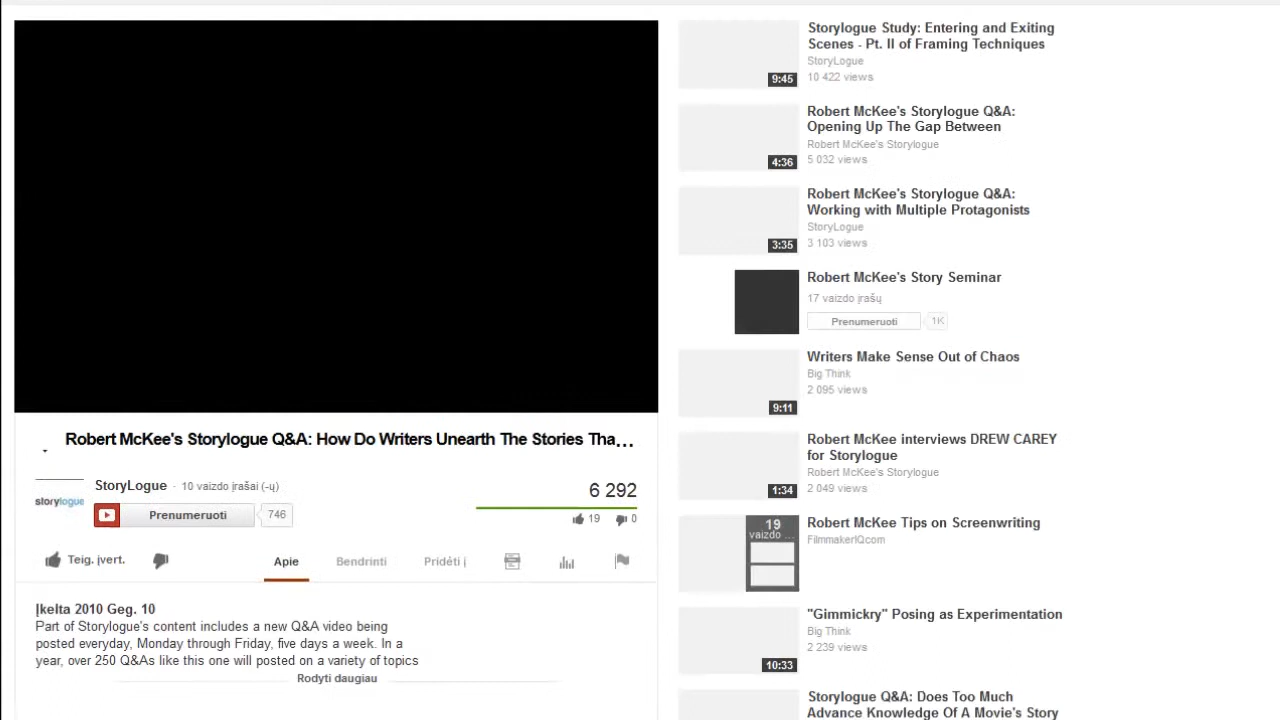 Robert McKee's Storylogue Q&A: How Do Writers Unearth The Stories Tha...
storylogue
StoryLogue · 10 vaizdo įrašai (-ų)
Prenumeruoti 746
6 292
19 0
Teig. įvert.
Apie Bendrinti Pridėti į
Įkelta 2010 Geg. 10
Part of Storylogue's content includes a new Q&A video being
posted everyday, Monday through Friday, five days a week. In a
year, over 250 Q&As like this one will posted on a variety of topics
Rodyti daugiau
Storylogue Study: Entering and Exiting
Scenes - Pt. II of Framing Techniques
StoryLogue
10 422 views
9:45
Robert McKee's Storylogue Q&A:
Opening Up The Gap Between
Robert McKee's Storylogue
5 032 views
4:36
Robert McKee's Storylogue Q&A:
Working with Multiple Protagonists
StoryLogue
3 103 views
3:35
Robert McKee's Story Seminar
17 vaizdo įrašų
Prenumeruoti 1K
Writers Make Sense Out of Chaos
Big Think
2 095 views
9:11
Robert McKee interviews DREW CAREY
for Storylogue
Robert McKee's Storylogue
2 049 views
1:34
19
vaizdo ...
Robert McKee Tips on Screenwriting
FilmmakerIQcom
"Gimmickry" Posing as Experimentation
Big Think
2 239 views
10:33
Storylogue Q&A: Does Too Much
Advance Knowledge Of A Movie's Story